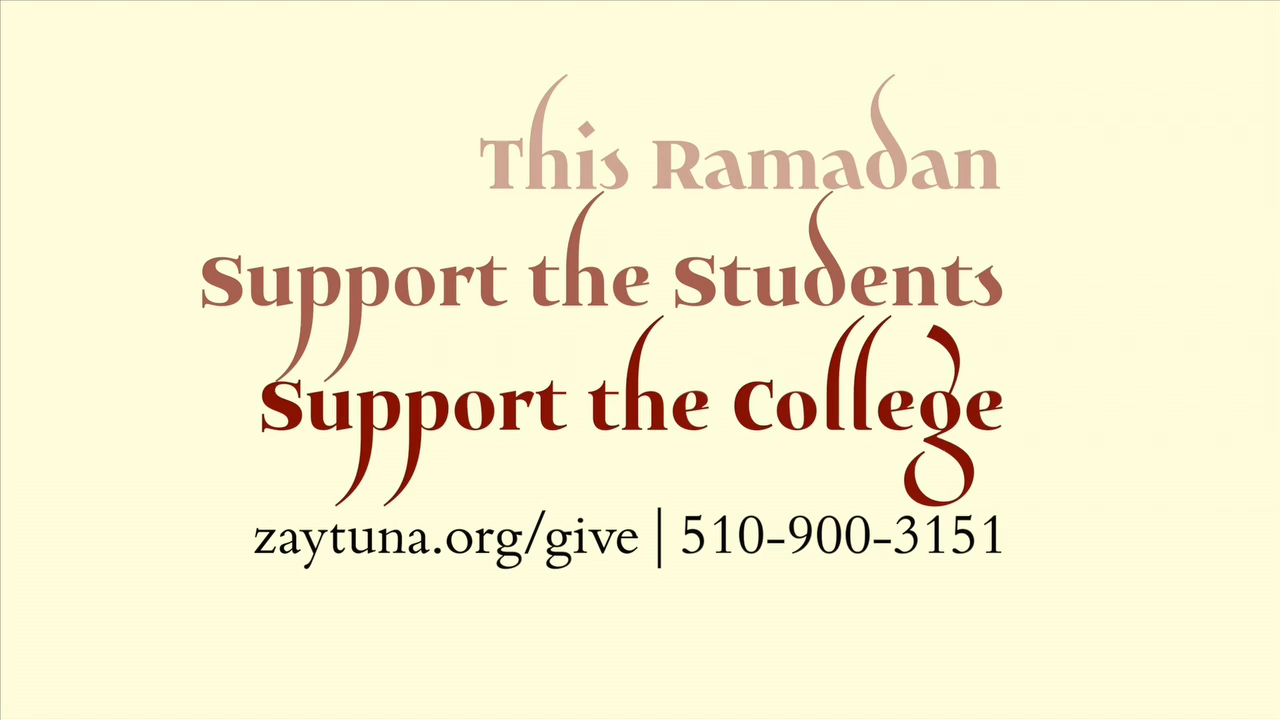 This Ramadan
Support the Students
Support the College
zaytuna.org/give | 510-900-3151